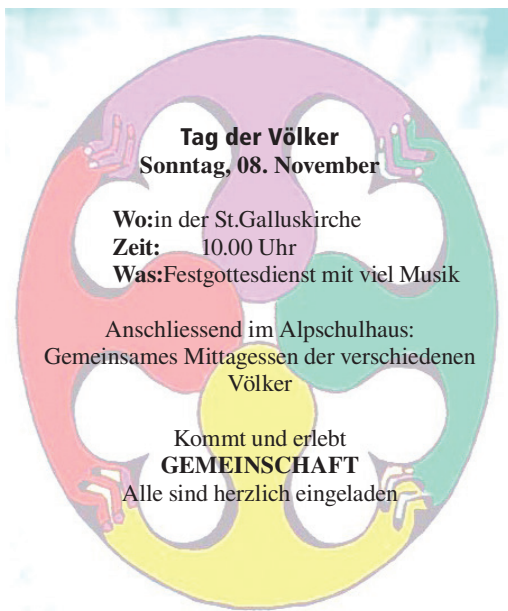 Tag der Völker
Sonntag, 08. November
Wo:in der St.Galluskirche
Zeit: 10.00 Uhr
Was:Festgottesdienst mit viel Musik
Anschliessend im Alpschulhaus:
Gemeinsames Mittagessen der verschiedenen
Völker
Kommt und erlebt
GEMEINSCHAFT
Alle sind herzlich eingeladen